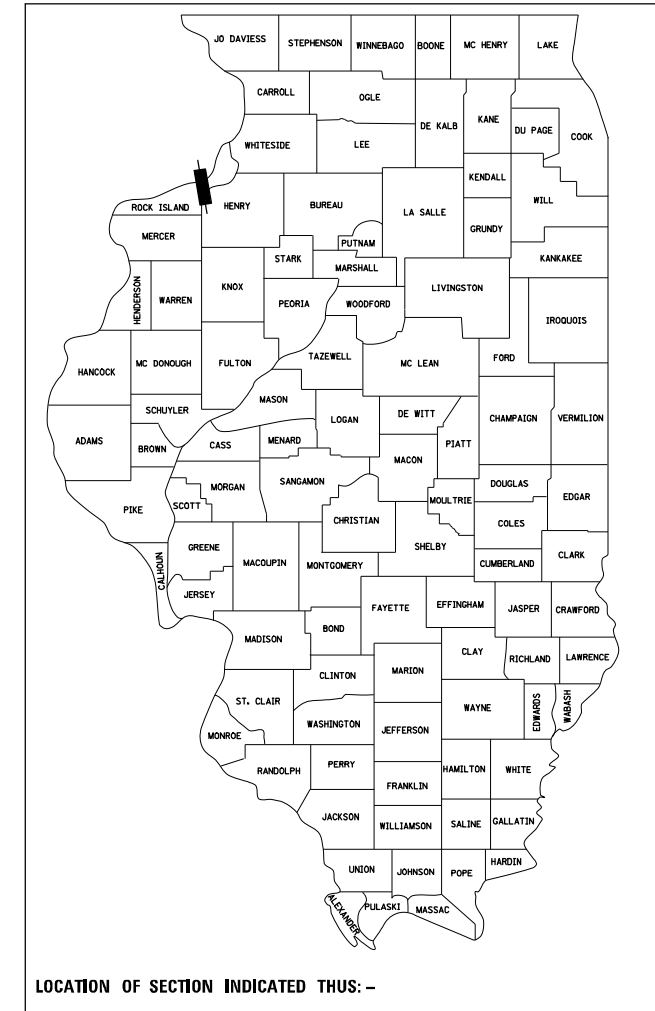 JO DAVIESS
STEPHENSON
WINNEBAGO
BOONE
MC HENRY
LAKE
CARROLL
OGLE
DE KALB
KANE
DU PAGE
COOK
WHITESIDE
LEE
KENDALL
WILL
ROCK ISLAND
HENRY
BUREAU
LA SALLE
GRUNDY
MERCER
PUTNAM
STARK
MARSHALL
KANKAKEE
HENDERSON
WARREN
KNOX
PEORIA
WOODFORD
LIVINGSTON
IROQUOIS
HANCOCK
MC DONOUGH
FULTON
TAZEWELL
MC LEAN
FORD
SCHUYLER
MASON
LOGAN
DE WITT
CHAMPAIGN
VERMILION
ADAMS
BROWN
CASS
MENARD
PIATT
MACON
PIKE
SCOTT
MORGAN
SANGAMON
CHRISTIAN
MOULTRIE
DOUGLAS
EDGAR
COLES
CALHOUN
GREENE
MACOUPIN
MONTGOMERY
SHELBY
CUMBERLAND
CLARK
JERSEY
FAYETTE
EFFINGHAM
JASPER
CRAWFORD
MADISON
BOND
CLAY
RICHLAND
LAWRENCE
CLINTON
MARION
ST. CLAIR
WAYNE
EDWARDS
WABASH
MONROE
WASHINGTON
JEFFERSON
RANDOLPH
PERRY
HAMILTON
WHITE
FRANKLIN
JACKSON
WILLIAMSON
SALINE
GALLATIN
UNION
JOHNSON
POPE
HARDIN
ALEXANDER
PULASKI
MASSAC
LOCATION OF SECTION INDICATED THUS: –